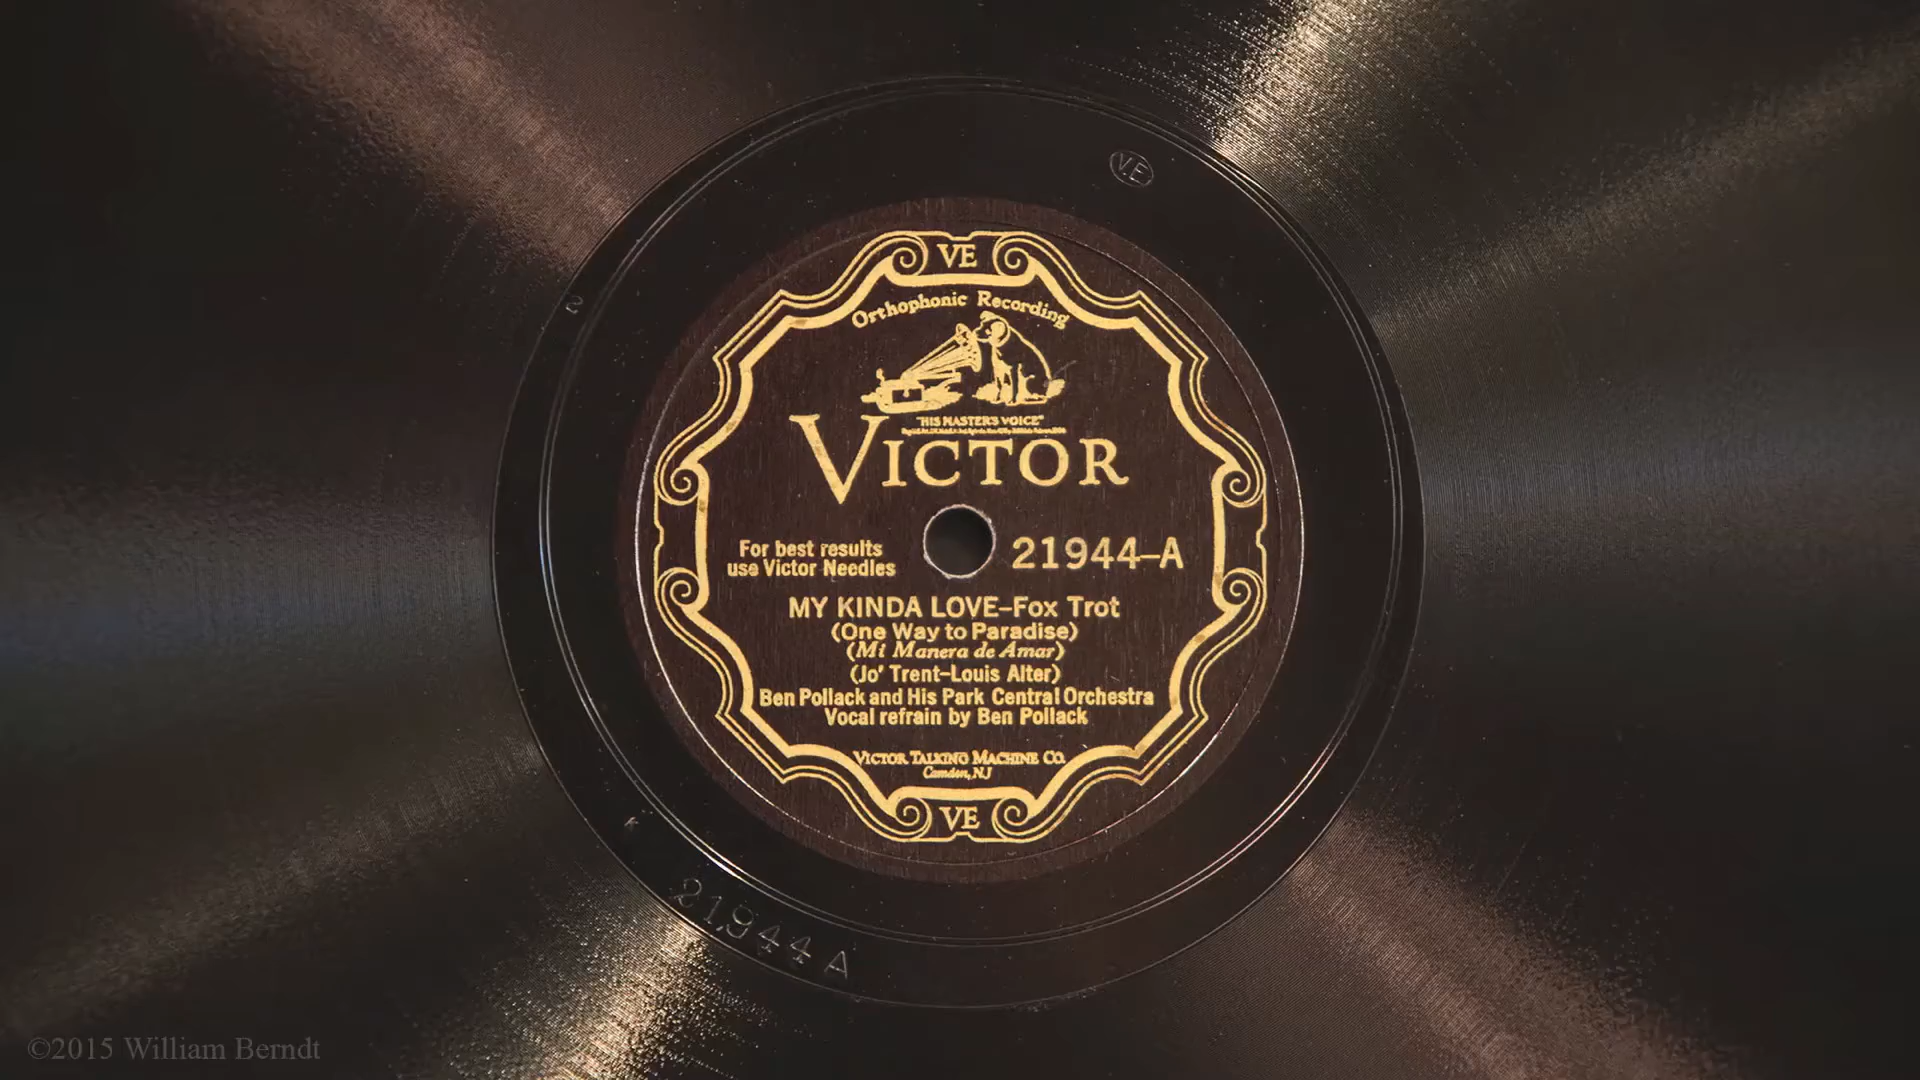 V.E
VE
Orthophonic Recording
"HIS MASTER'S VOICE"
VICTOR
For best results
use Victor Needles
21944–A
MY KINDA LOVE–Fox Trot
(One Way to Paradise)
(Mi Manera de Amar)
(Jo' Trent–Louis Alter)
Ben Pollack and His Park Central Orchestra
Vocal refrain by Ben Pollack
VICTOR TALKING MACHINE CO.
Camden, NJ
VE
2
K
21944 A
©2015 William Berndt